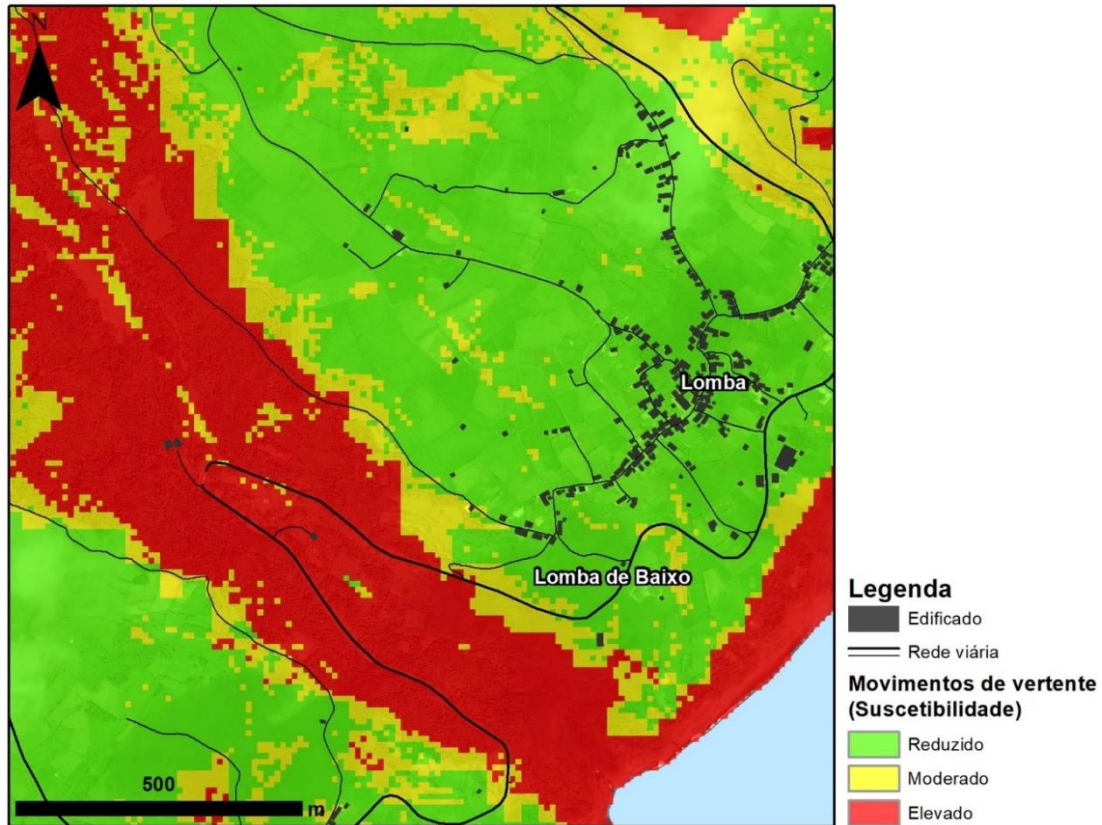 N
Lomba
Lomba de Baixo
500
m
Legenda
Edificado
Rede viária
Movimentos de vertente
(Suscetibilidade)
Reduzido
Moderado
Elevado